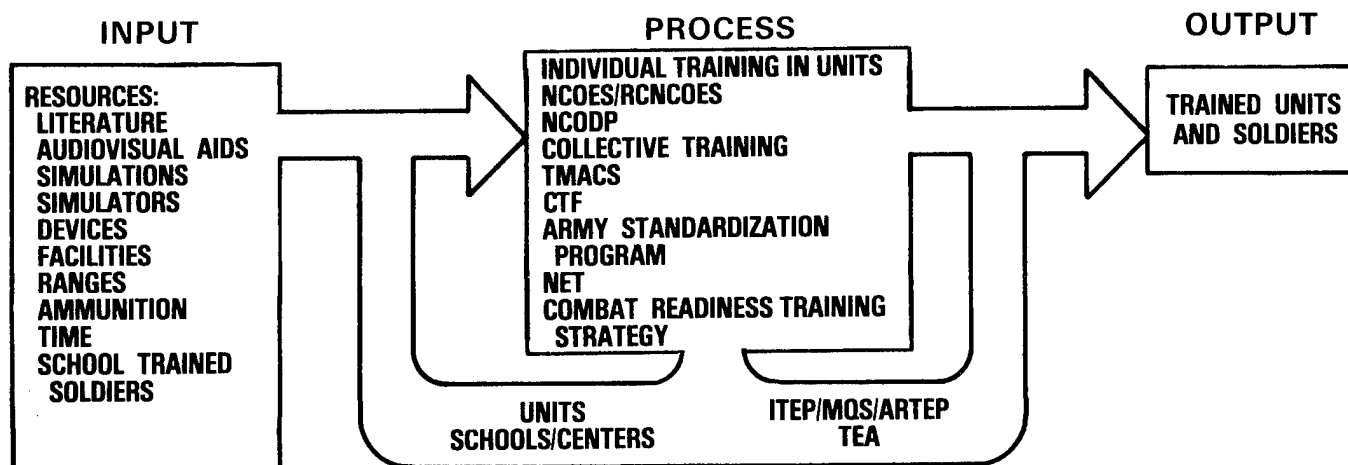 INPUT
RESOURCES:
LITERATURE
AUDIOVISUAL AIDS
SIMULATIONS
SIMULATORS
DEVICES
FACILITIES
RANGES
AMMUNITION
TIME
SCHOOL TRAINED
SOLDIERS
PROCESS
INDIVIDUAL TRAINING IN UNITS
NCOES/RCNCOES
NCODP
COLLECTIVE TRAINING
TMACS
CTF
ARMY STANDARDIZATION
PROGRAM
NET
COMBAT READINESS TRAINING
STRATEGY
UNITS
SCHOOLS/CENTERS
ITEP/MQS/ARTEP
TEA
OUTPUT
TRAINED UNITS
AND SOLDIERS